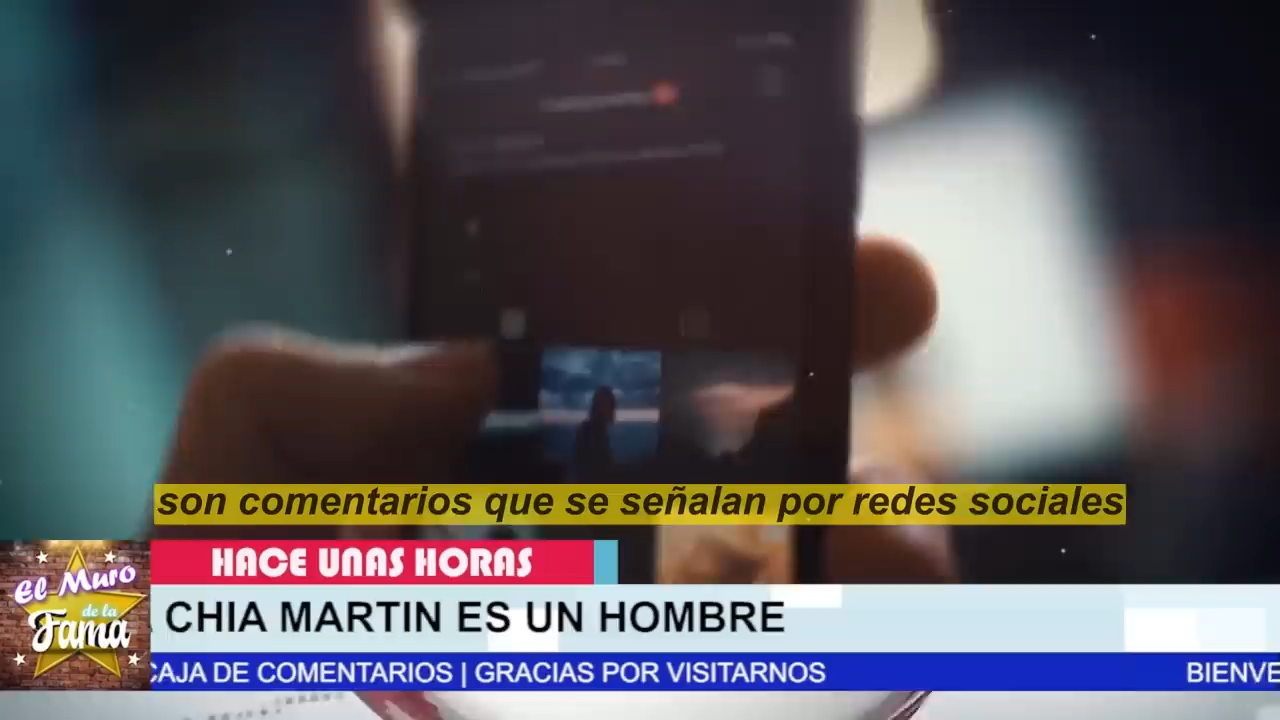 son comentarios que se señalan por redes sociales
HACE UNAS HORAS
El Muro
de la
Fama
CHIA MARTIN ES UN HOMBRE
CAJA DE COMENTARIOS | GRACIAS POR VISITARNOS
BIENVE